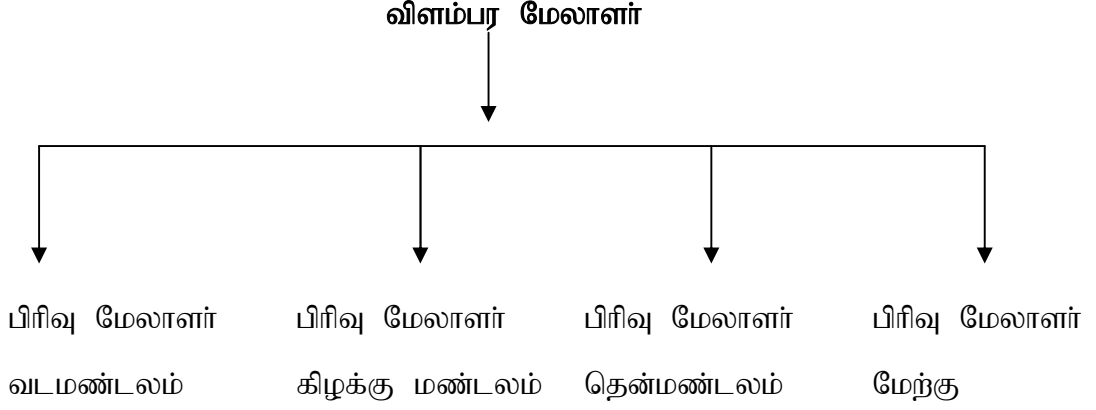 விளம்பர மேலாளர்
பிரிவு மேலாளர் பிரிவு மேலாளர் பிரிவு மேலாளர் பிரிவு மேலாளர்
வடமண்டலம் கிழக்கு மண்டலம் தென்மண்டலம் மேற்கு